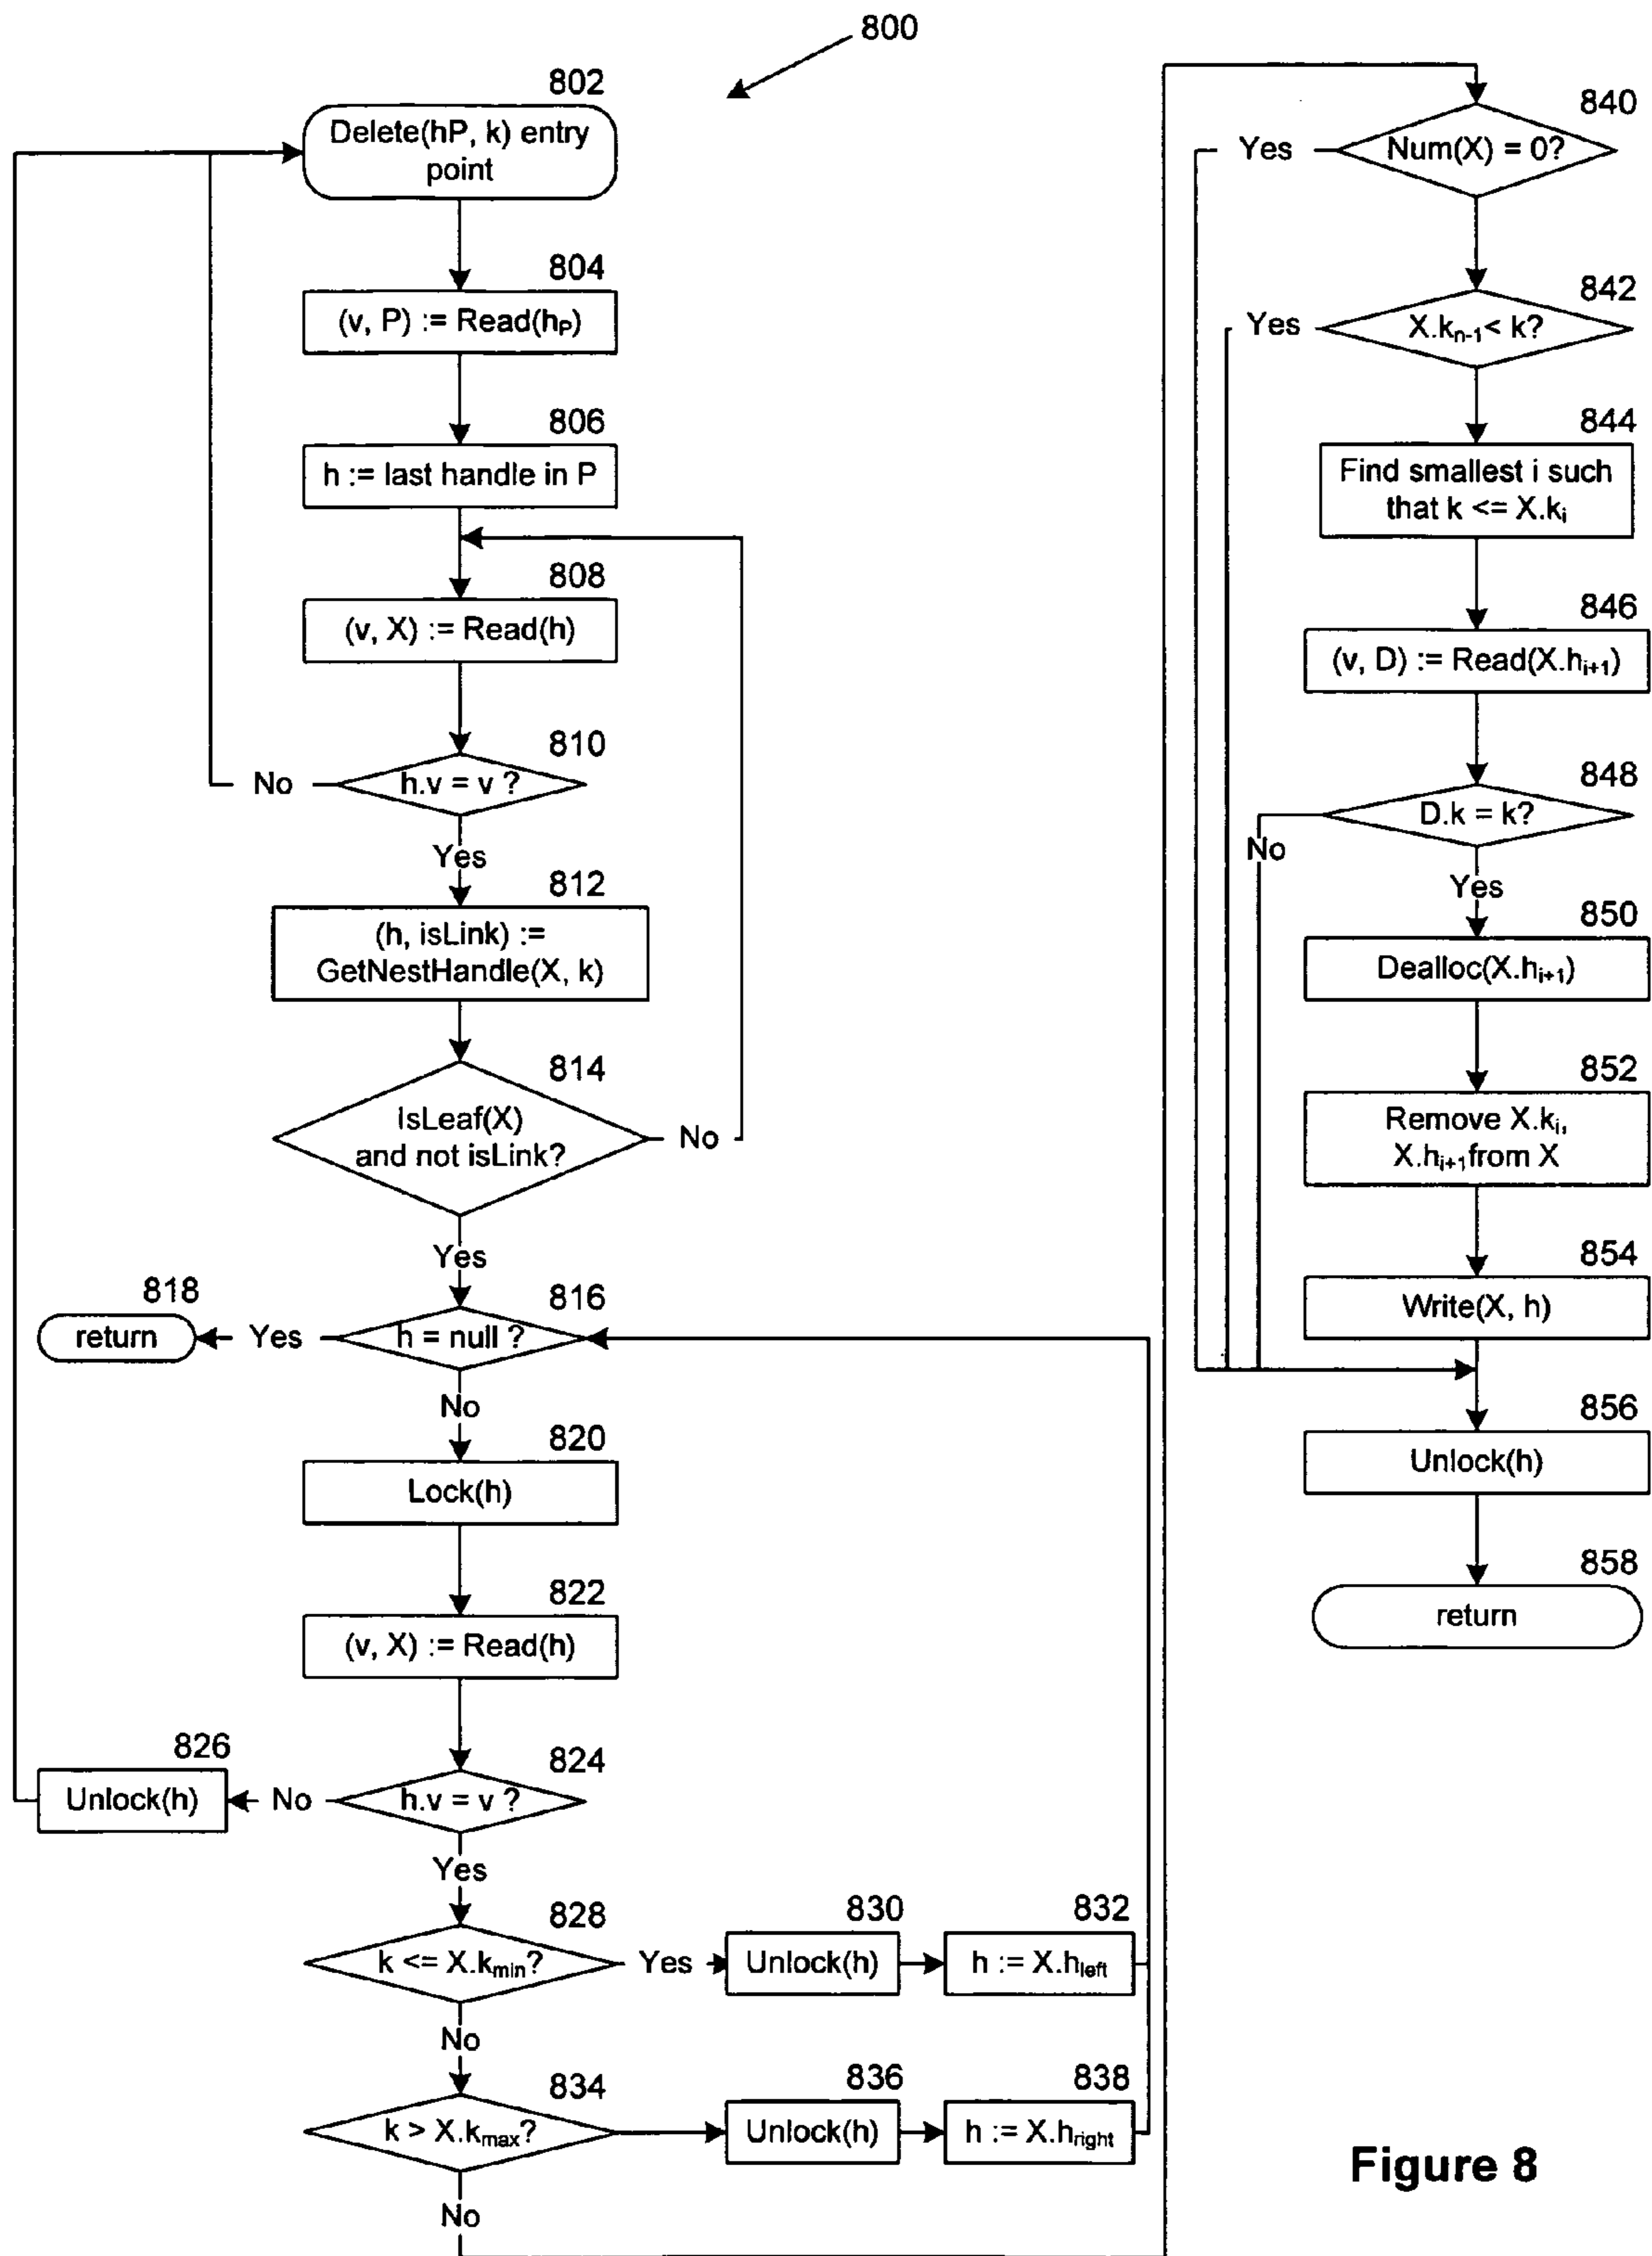 800
802
Delete(hP, k) entry
point
804
(v, P) := Read(hP)
806
h := last handle in P
808
(v, X) := Read(h)
810
h.v = v ?
No
Yes
812
(h, isLink) :=
GetNestHandle(X, k)
814
IsLeaf(X)
and not isLink?
No
Yes
816
h = null ?
Yes
818
return
No
820
Lock(h)
822
(v, X) := Read(h)
824
h.v = v ?
No
826
Unlock(h)
Yes
828
k <= X.kmin?
Yes
830
Unlock(h)
832
h := X.hleft
No
834
k > X.kmax?
836
Unlock(h)
838
h := X.hright
No
840
Num(X) = 0?
Yes
842
X.kn-1< k?
Yes
844
Find smallest i such
that k <= X.ki
846
(v, D) := Read(X.hi+1)
848
D.k = k?
No
Yes
850
Dealloc(X.hi+1)
852
Remove X.ki,
X.hi+1from X
854
Write(X, h)
856
Unlock(h)
858
return
Figure 8